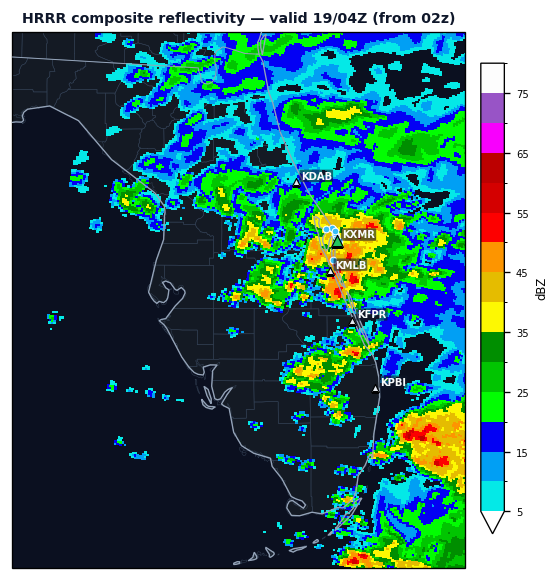 HRRR composite reflectivity — valid 19/04Z (from 02z)
KDAB
KXMR
KMLB
KFPR
KPBI
75
65
55
45
35
25
15
5
dBZ